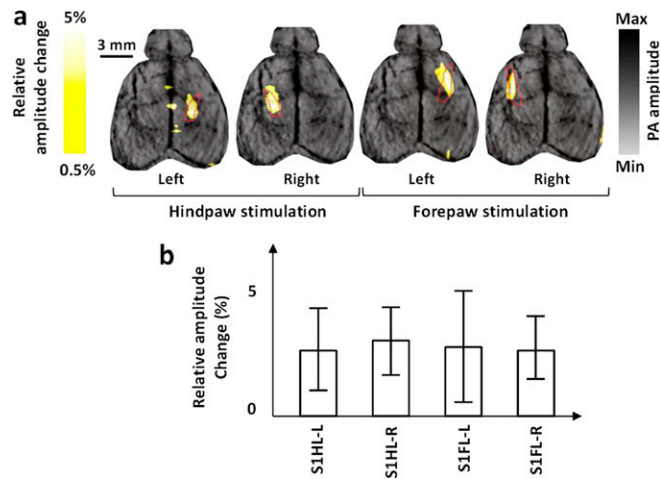 a
5%
Relative
amplitude change
0.5%
3 mm
Max
PA amplitude
Min
Left
Right
Left
Right
Hindpaw stimulation
Forepaw stimulation
b
Relative amplitude
Change (%)
5
0
S1HL-L
S1HL-R
S1FL-L
S1FL-R